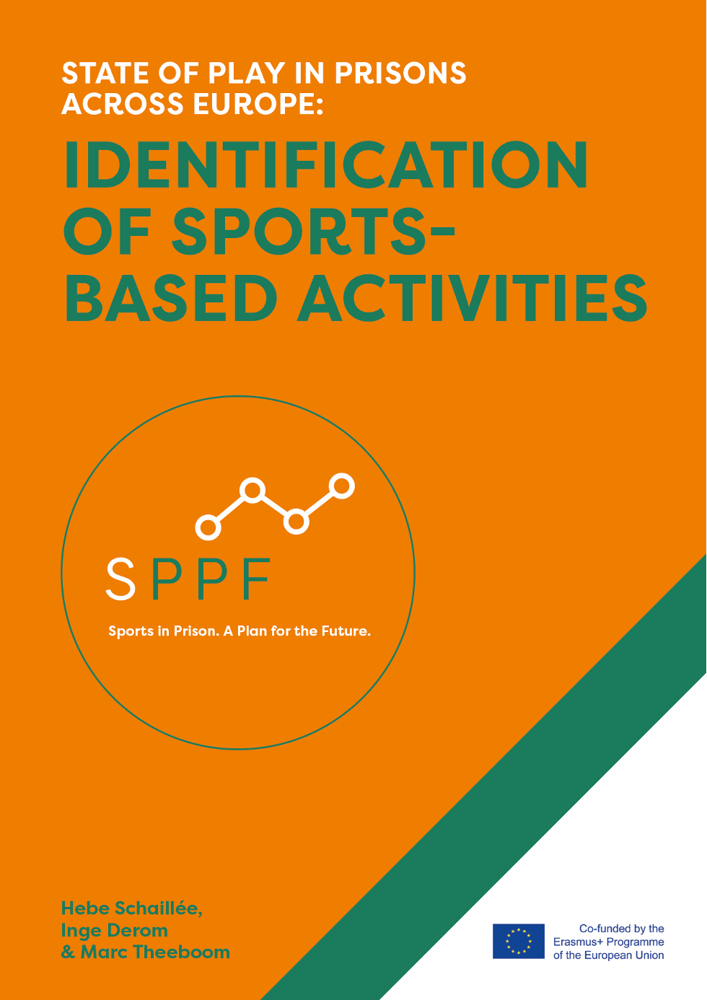 STATE OF PLAY IN PRISONS
ACROSS EUROPE:
IDENTIFICATION
OF SPORTS-
BASED ACTIVITIES
SPPF
Sports in Prison. A Plan for the Future.
Hebe Schaillée,
Inge Derom
& Marc Theeboom
Co-funded by the
Erasmus+ Programme
of the European Union